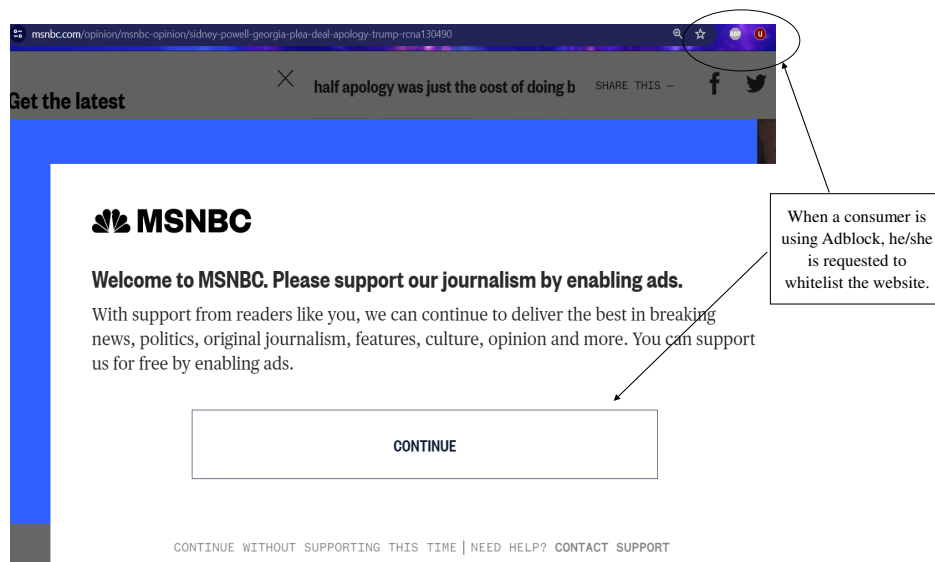 msnbc.com/opinion/msnbc-opinion/sidney-powell-georgia-plea-deal-apology-trump-rcna130490
ABP
U
Get the latest
half apology was just the cost of doing b
SHARE THIS —
MSNBC
Welcome to MSNBC. Please support our journalism by enabling ads.
With support from readers like you, we can continue to deliver the best in breaking
news, politics, original journalism, features, culture, opinion and more. You can support
us for free by enabling ads.
CONTINUE
CONTINUE WITHOUT SUPPORTING THIS TIME | NEED HELP? CONTACT SUPPORT
When a consumer is
using Adblock, he/she
is requested to
whitelist the website.